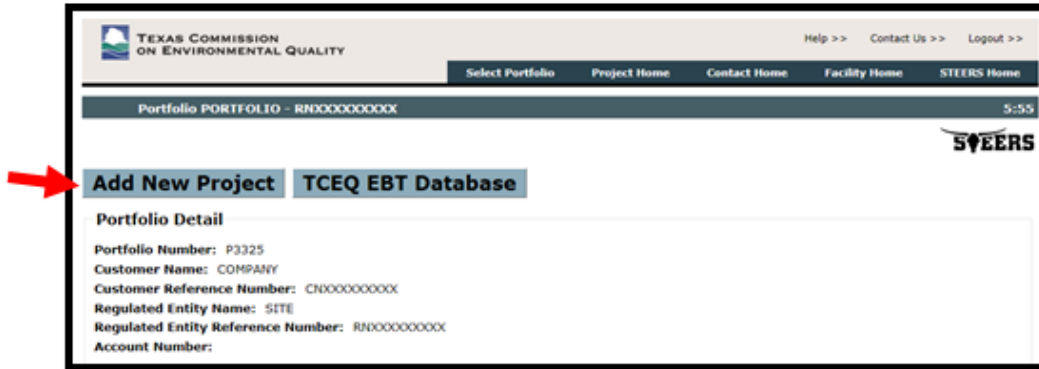 TEXAS COMMISSION
ON ENVIRONMENTAL QUALITY
Help >> Contact Us >> Logout >>
Select Portfolio Project Home Contact Home Facility Home STEERS Home
Portfolio PORTFOLIO - RNXXXXXXXXX 5:55
STEERS
Add New Project TCEQ EBT Database
Portfolio Detail
Portfolio Number: P3325
Customer Name: COMPANY
Customer Reference Number: CNXXXXXXXXX
Regulated Entity Name: SITE
Regulated Entity Reference Number: RNXXXXXXXXX
Account Number: